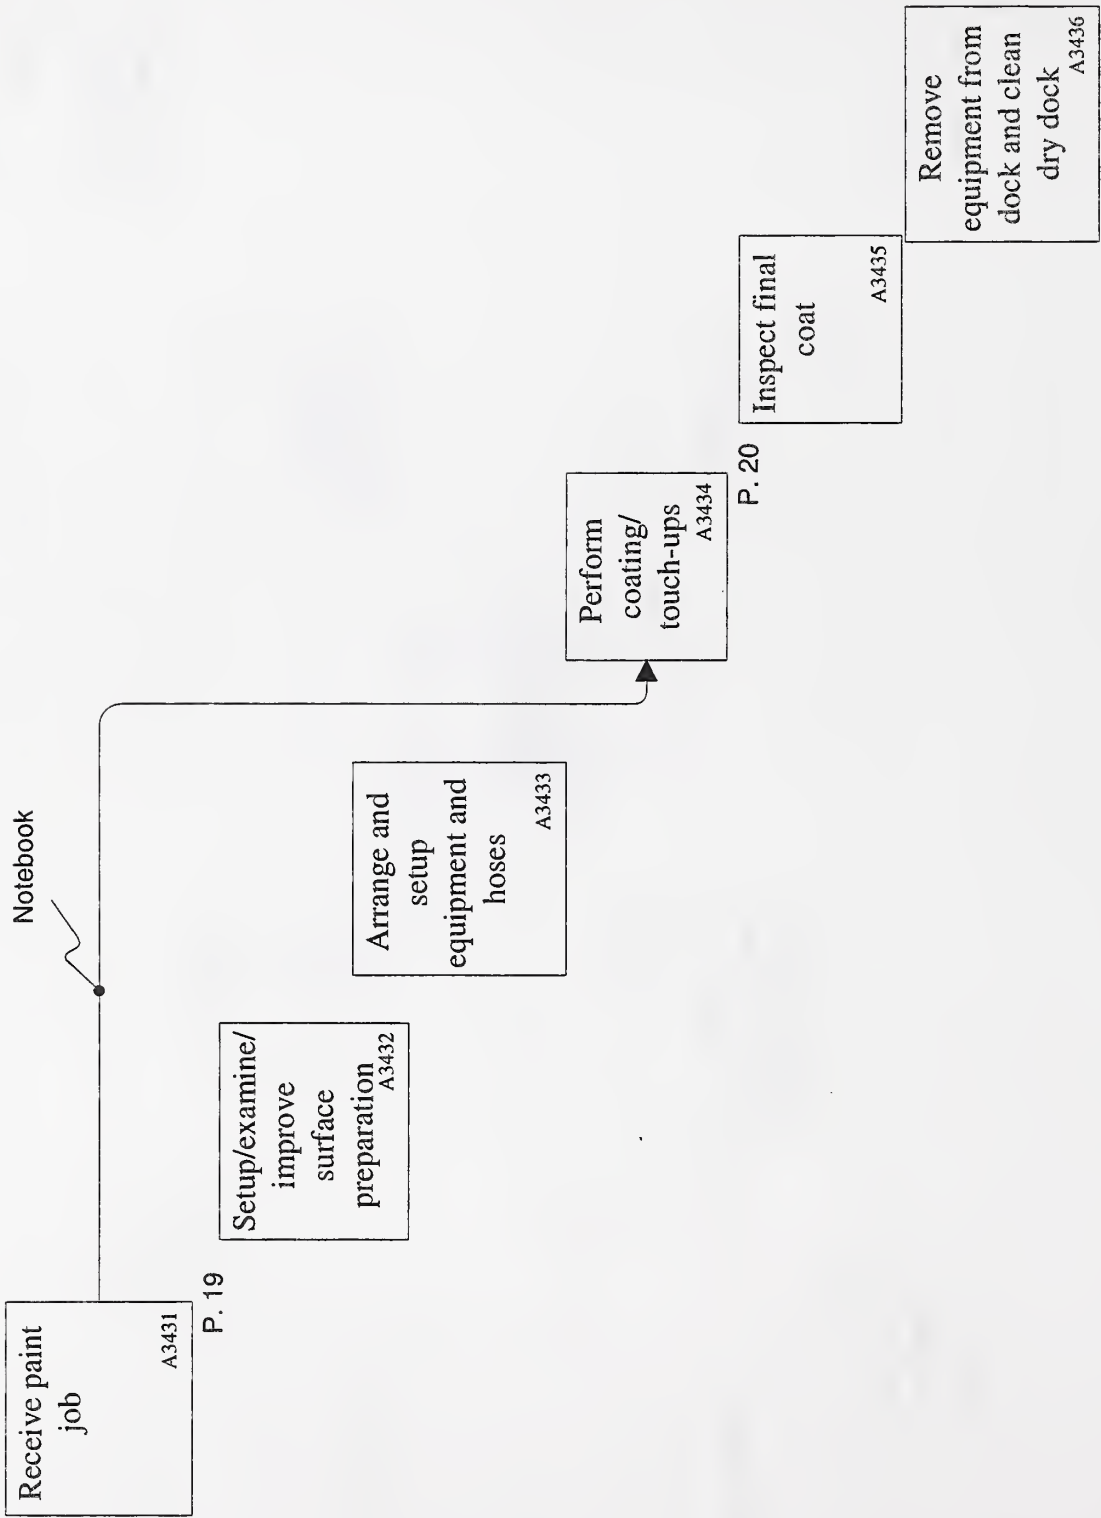 Notebook
Receive paint
job
A3431
P. 19
Setup/examine/
improve
surface
preparation
A3432
Arrange and
setup
equipment and
hoses
A3433
Perform
coating/
touch-ups
A3434
P. 20
Inspect final
coat
A3435
Remove
equipment from
dock and clean
dry dock
A3436